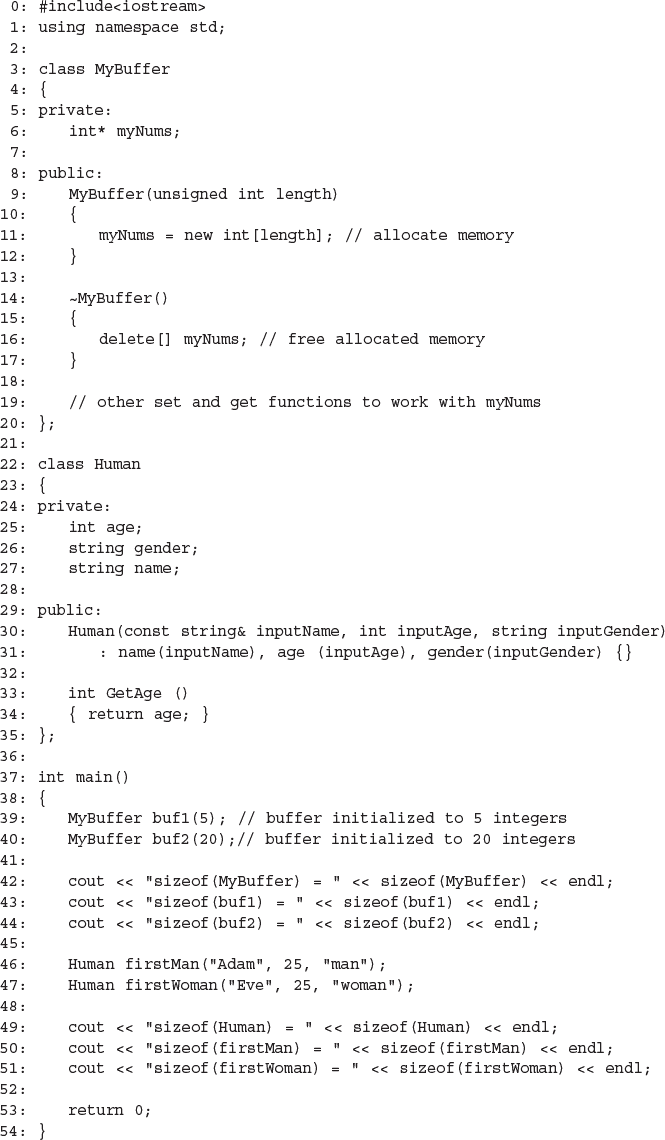 0: #include<iostream>
1: using namespace std;
2:
3: class MyBuffer
4: {
5: private:
6:    int* myNums;
7:
8: public:
9:    MyBuffer(unsigned int length)
10:    {
11:       myNums = new int[length]; // allocate memory
12:    }
13:
14:    ~MyBuffer()
15:    {
16:       delete[] myNums; // free allocated memory
17:    }
18:
19:    // other set and get functions to work with myNums
20: };
21:
22: class Human
23: {
24: private:
25:    int age;
26:    string gender;
27:    string name;
28:
29: public:
30:    Human(const string& inputName, int inputAge, string inputGender)
31:       : name(inputName), age (inputAge), gender(inputGender) {}
32:
33:    int GetAge ()
34:    { return age; }
35: };
36:
37: int main()
38: {
39:    MyBuffer buf1(5); // buffer initialized to 5 integers
40:    MyBuffer buf2(20);// buffer initialized to 20 integers
41:
42:    cout << "sizeof(MyBuffer) = " << sizeof(MyBuffer) << endl;
43:    cout << "sizeof(buf1) = " << sizeof(buf1) << endl;
44:    cout << "sizeof(buf2) = " << sizeof(buf2) << endl;
45:
46:    Human firstMan("Adam", 25, "man");
47:    Human firstWoman("Eve", 25, "woman");
48:
49:    cout << "sizeof(Human) = " << sizeof(Human) << endl;
50:    cout << "sizeof(firstMan) = " << sizeof(firstMan) << endl;
51:    cout << "sizeof(firstWoman) = " << sizeof(firstWoman) << endl;
52:
53:    return 0;
54: }